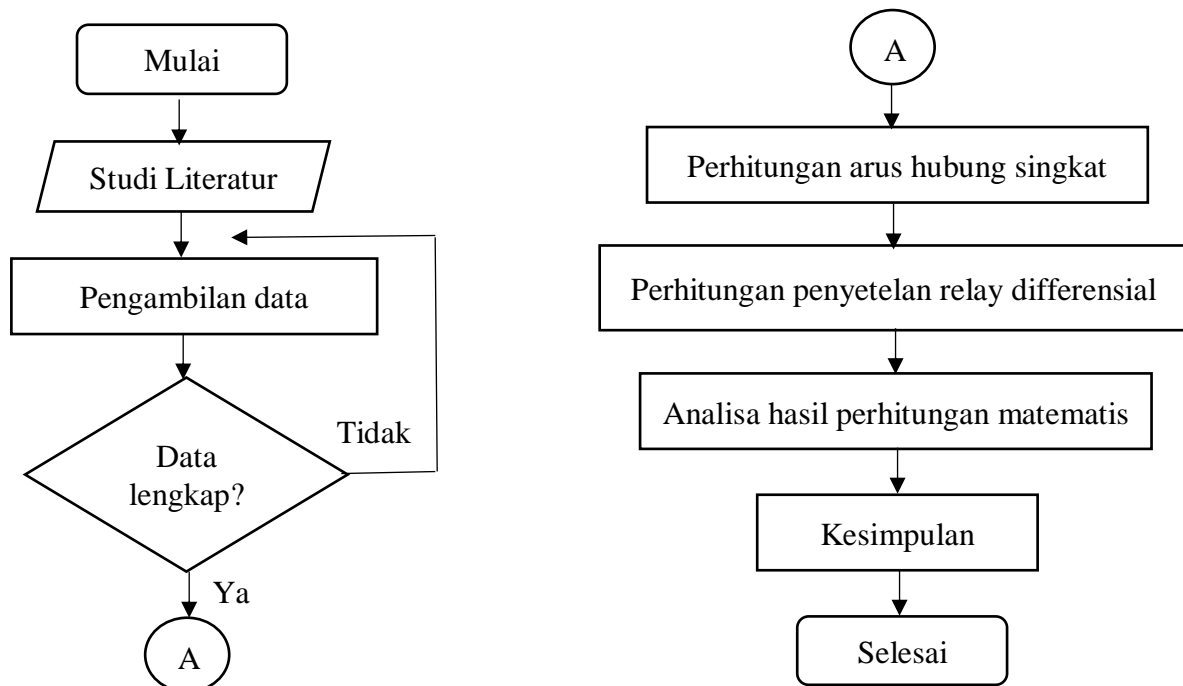 Mulai
Studi Literatur
Pengambilan data
Data
lengkap?
Tidak
Ya
A
A
Perhitungan arus hubung singkat
Perhitungan penyetelan relay differensial
Analisa hasil perhitungan matematis
Kesimpulan
Selesai